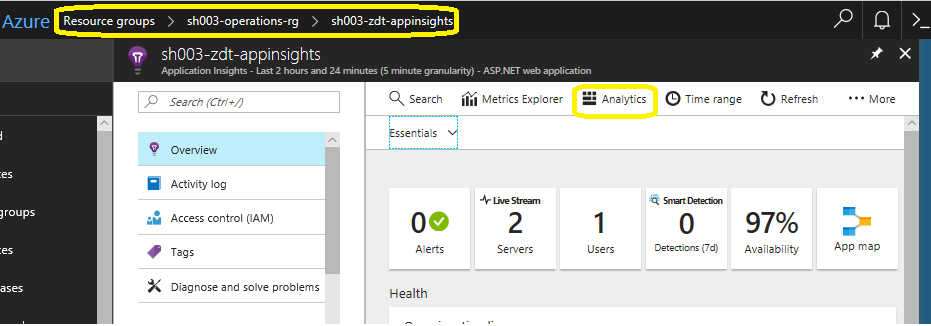 Azure Resource groups > sh003-operations-rg > sh003-zdt-appinsights
sh003-zdt-appinsights
Application Insights - Last 2 hours and 24 minutes (5 minute granularity) - ASP.NET web application
Search (Ctrl+/)
Overview
Activity log
Access control (IAM)
Tags
Diagnose and solve problems
Search Metrics Explorer Analytics Time range Refresh ••• More
Essentials
0
Alerts
Live Stream
2
Servers
1
Users
Smart Detection
0
Detections (7d)
97%
Availability
App map
Health
groups